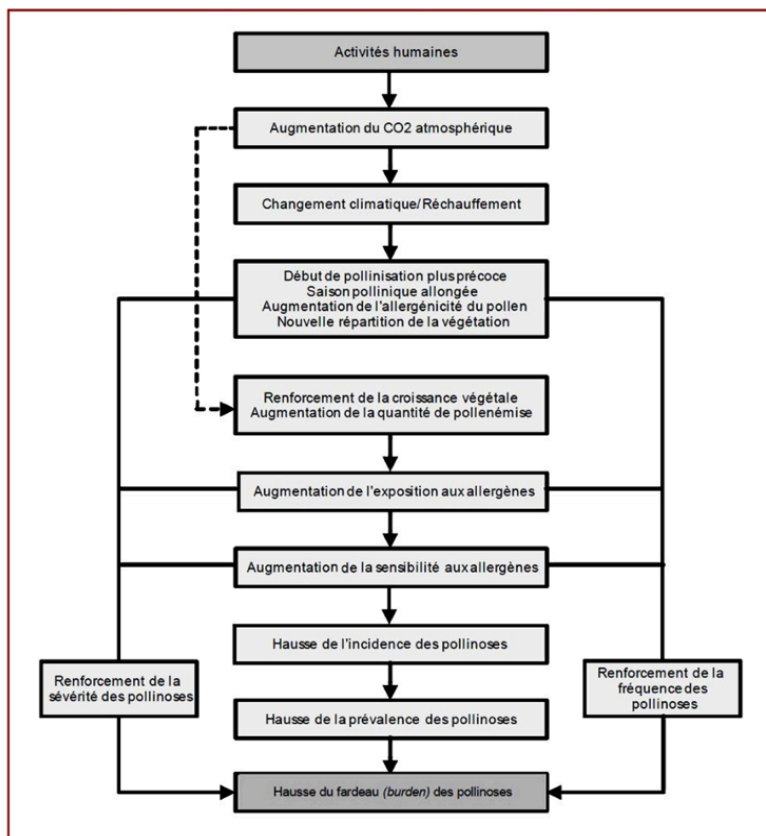 Activités humaines
Augmentation du CO2 atmosphérique
Changement climatique/Réchauffement
Début de pollinisation plus précoce
Saison pollinique allongée
Augmentation de l'allergénicité du pollen
Nouvelle répartition de la végétation
Renforcement de la croissance végétale
Augmentation de la quantité de pollenémise
Augmentation de l'exposition aux allergènes
Augmentation de la sensibilité aux allergènes
Hausse de l'incidence des pollinoses
Renforcement de la
sévérité des pollinoses
Renforcement de la
fréquence des
pollinoses
Hausse de la prévalence des pollinoses
Hausse du fardeau (burden) des pollinoses